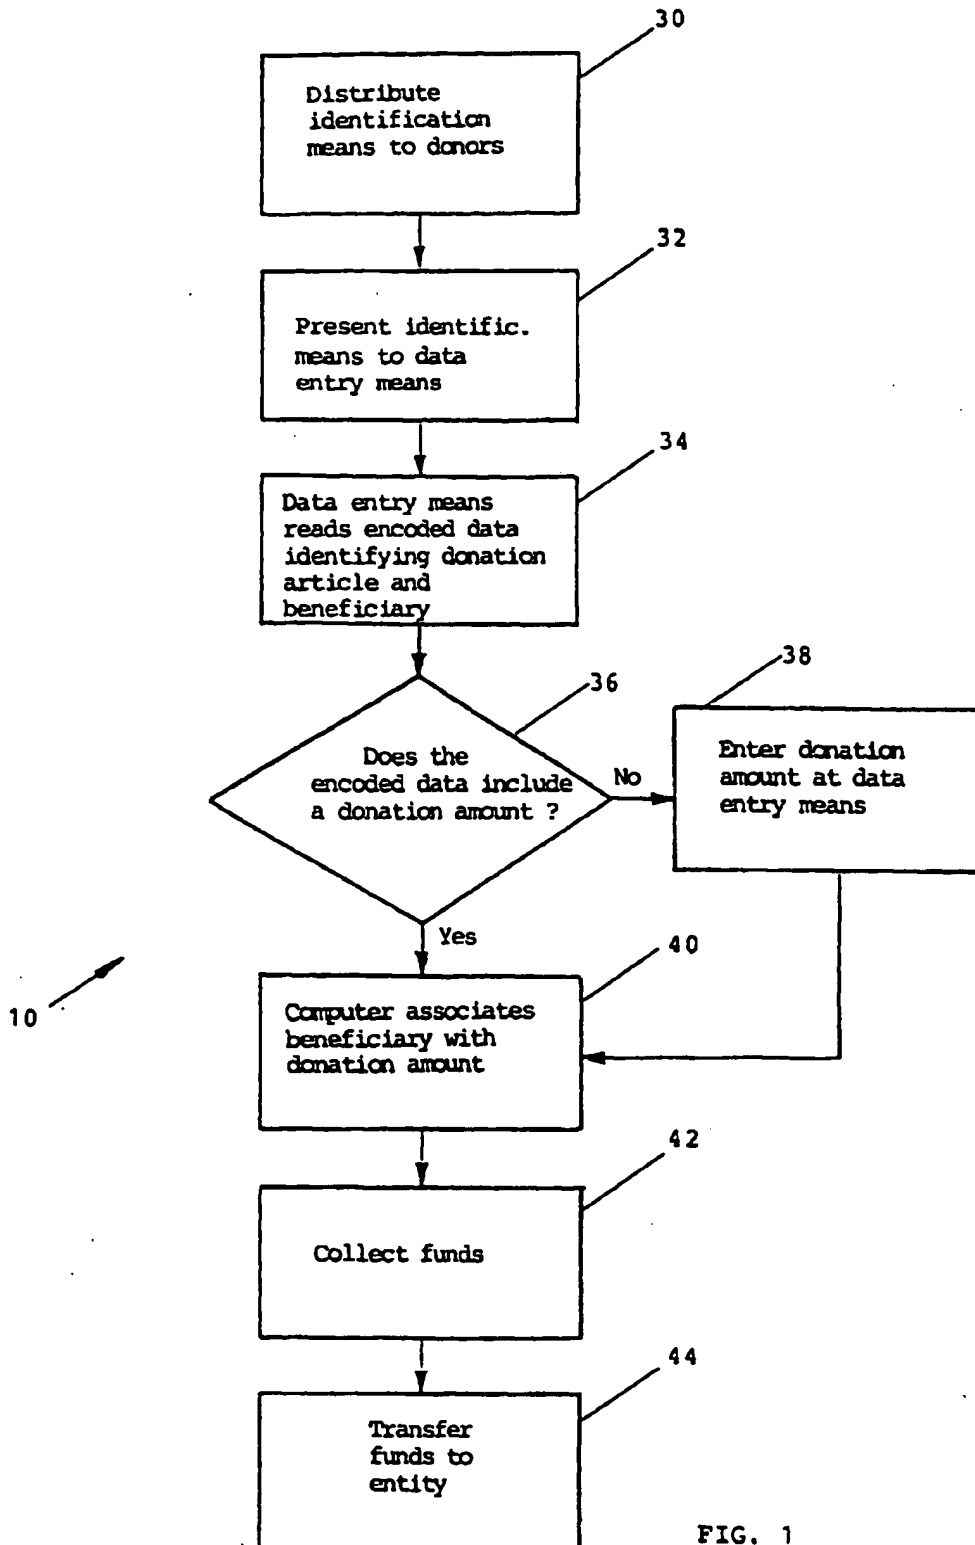 30
Distribute
identification
means to donors
32
Present identific.
means to data
entry means
34
Data entry means
reads encoded data
identifying donation
article and
beneficiary
36
Does the
encoded data include
a donation amount ?
No
38
Enter donation
amount at data
entry means
Yes
10
40
Computer associates
beneficiary with
donation amount
42
Collect funds
44
Transfer
funds to
entity
FIG. 1